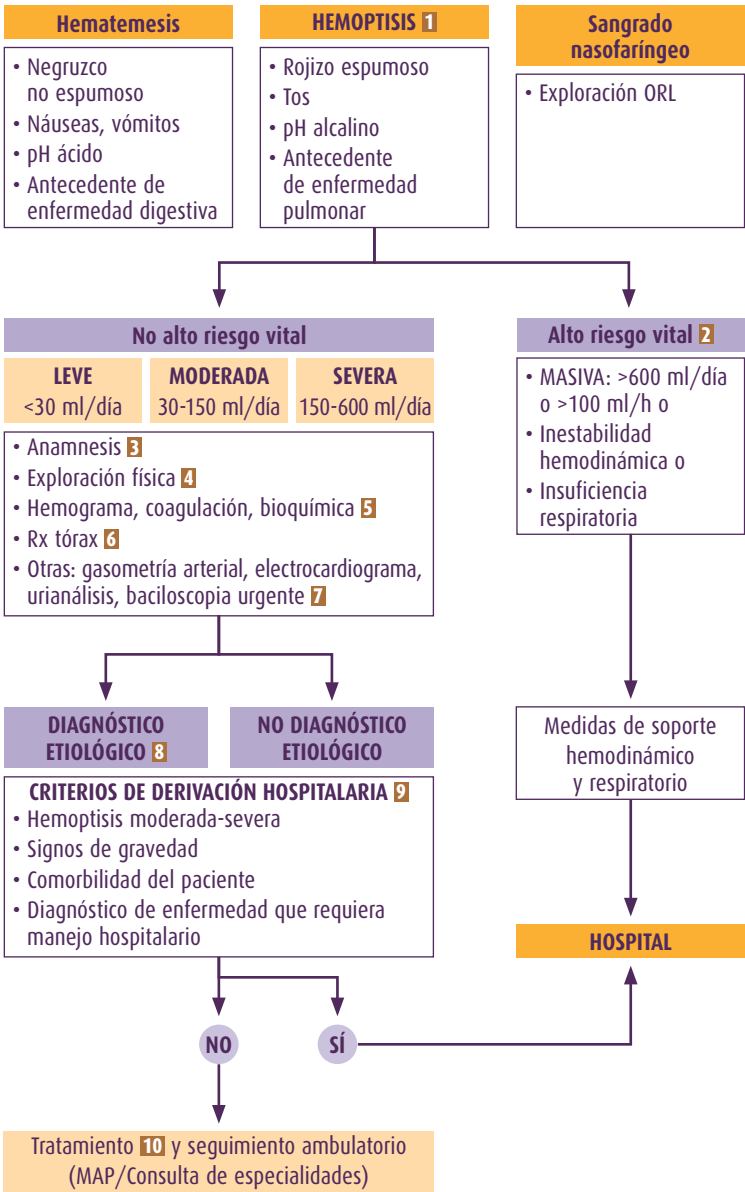 Hematemesis
• Negruzco
no espumoso
• Náuseas, vómitos
• pH ácido
• Antecedente de
enfermedad digestiva
HEMOPTISIS 1
• Rojizo espumoso
• Tos
• pH alcalino
• Antecedente
de enfermedad
pulmonar
Sangrado
nasofaríngeo
• Exploración ORL
No alto riesgo vital
LEVE
<30 ml/día
MODERADA
30-150 ml/día
SEVERA
150-600 ml/día
• Anamnesis 3
• Exploración física 4
• Hemograma, coagulación, bioquímica 5
• Rx tórax 6
• Otras: gasometría arterial, electrocardiograma,
urianálisis, baciloscopia urgente 7
Alto riesgo vital 2
• MASIVA: >600 ml/día
o >100 ml/h o
• Inestabilidad
hemodinámica o
• Insuficiencia
respiratoria
DIAGNÓSTICO
ETIOLÓGICO 8
NO DIAGNÓSTICO
ETIOLÓGICO
Medidas de soporte
hemodinámico
y respiratorio
CRITERIOS DE DERIVACIÓN HOSPITALARIA 9
• Hemoptisis moderada-severa
• Signos de gravedad
• Comorbilidad del paciente
• Diagnóstico de enfermedad que requiera
manejo hospitalario
HOSPITAL
NO
SÍ
Tratamiento 10 y seguimiento ambulatorio
(MAP/Consulta de especialidades)